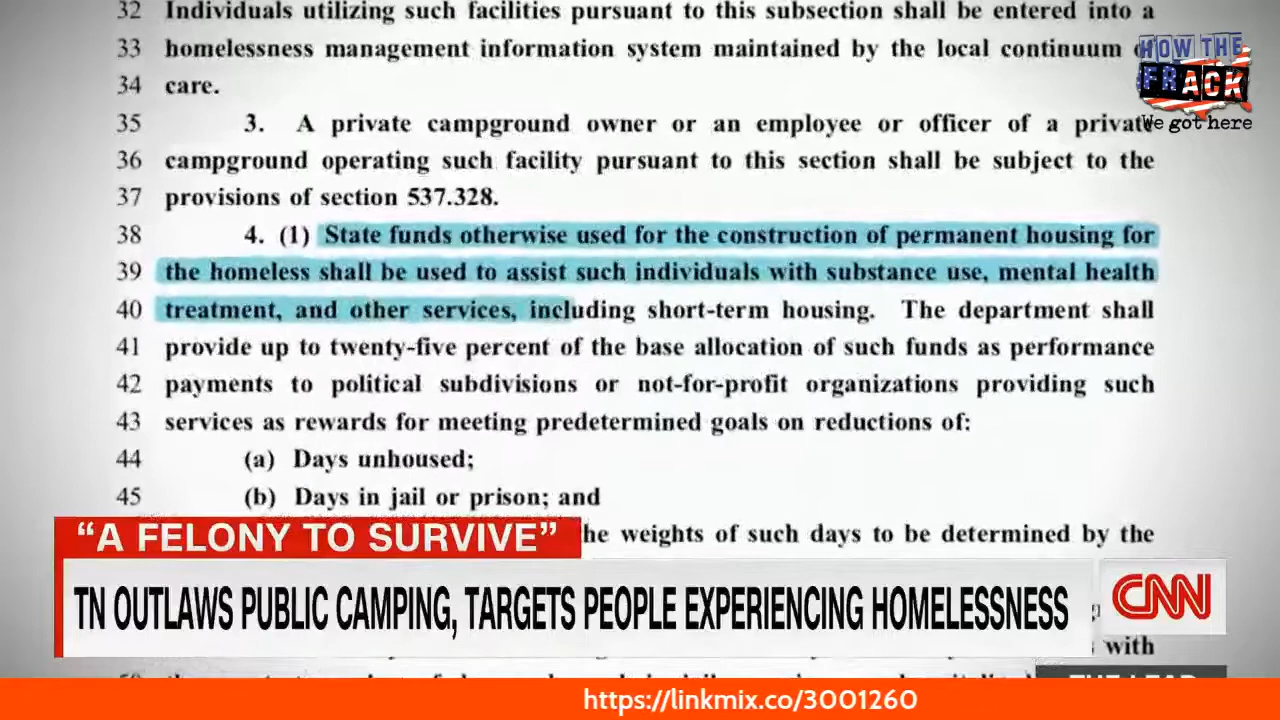 32 Individuals utilizing such facilities pursuant to this subsection shall be entered into a
33 homelessness management information system maintained by the local continuum
34 care.
HOW THE
FRACK
We got here
35 3. A private campground owner or an employee or officer of a private
36 campground operating such facility pursuant to this section shall be subject to the
37 provisions of section 537.328.
38 4. (1) State funds otherwise used for the construction of permanent housing for
39 the homeless shall be used to assist such individuals with substance use, mental health
40 treatment, and other services, including short-term housing. The department shall
41 provide up to twenty-five percent of the base allocation of such funds as performance
42 payments to political subdivisions or not-for-profit organizations providing such
43 services as rewards for meeting predetermined goals on reductions of:
44 (a) Days unhoused;
45 (b) Days in jail or prison; and
weights of such days to be determined by the
“A FELONY TO SURVIVE”
TN OUTLAWS PUBLIC CAMPING, TARGETS PEOPLE EXPERIENCING HOMELESSNESS
CNN
with
THE LEAD
https://linkmix.co/3001260